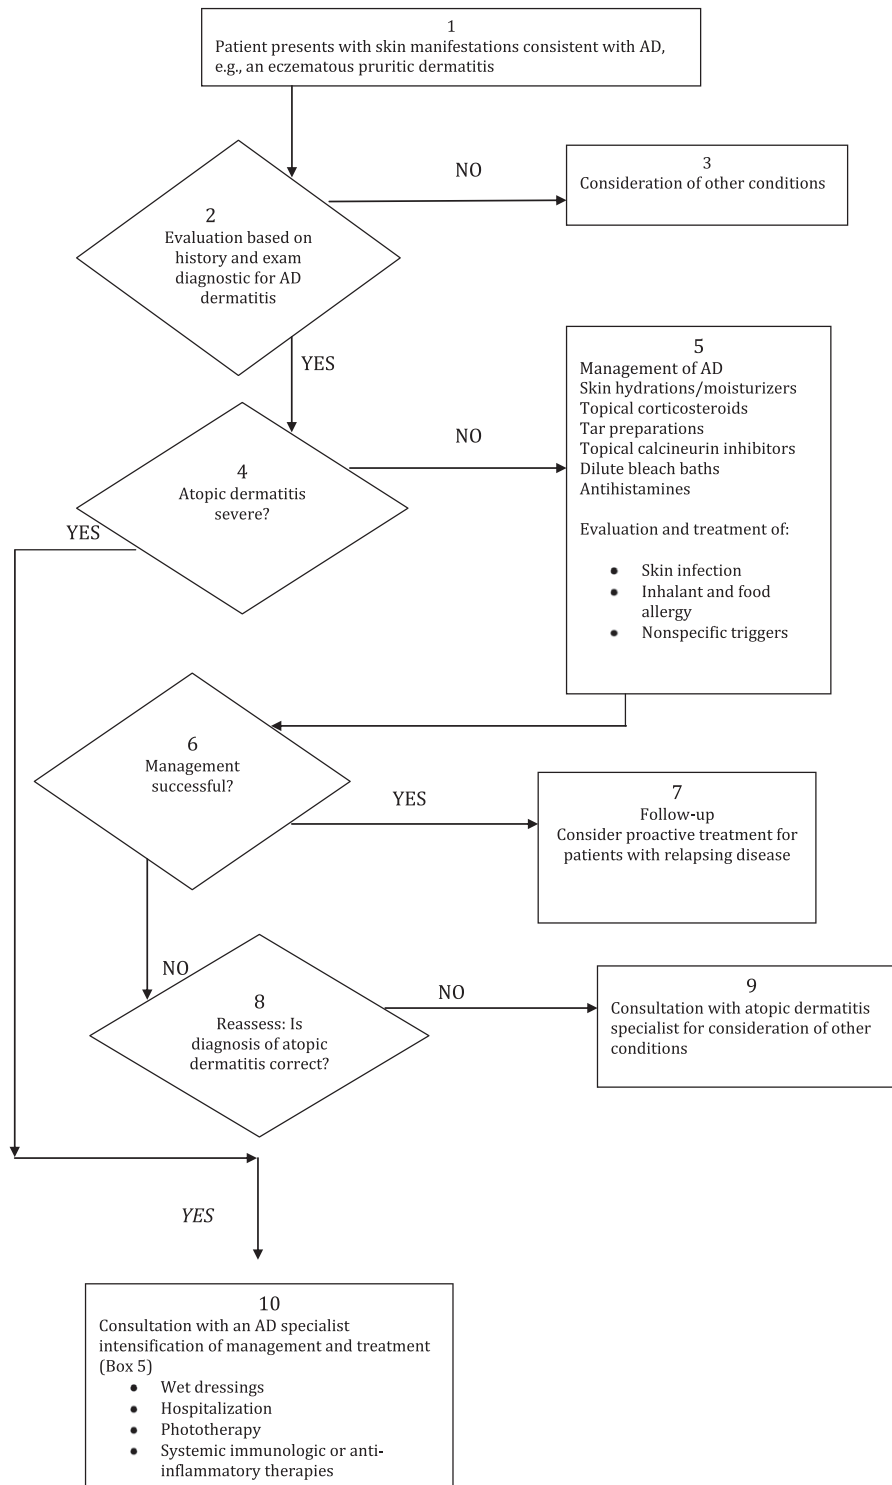 1
Patient presents with skin manifestations consistent with AD,
e.g., an eczematous pruritic dermatitis
NO
3
Consideration of other conditions
2
Evaluation based on
history and exam
diagnostic for AD
dermatitis
YES
5
Management of AD
Skin hydrations/moisturizers
Topical corticosteroids
Tar preparations
Topical calcineurin inhibitors
Dilute bleach baths
Antihistamines
Evaluation and treatment of:
• Skin infection
• Inhalant and food
allergy
• Nonspecific triggers
NO
4
Atopic dermatitis
severe?
YES
6
Management
successful?
YES
7
Follow-up
Consider proactive treatment for
patients with relapsing disease
NO
8
Reassess: Is
diagnosis of atopic
dermatitis correct?
NO
9
Consultation with atopic dermatitis
specialist for consideration of other
conditions
YES
10
Consultation with an AD specialist
intensification of management and treatment
(Box 5)
• Wet dressings
• Hospitalization
• Phototherapy
• Systemic immunologic or anti-
inflammatory therapies